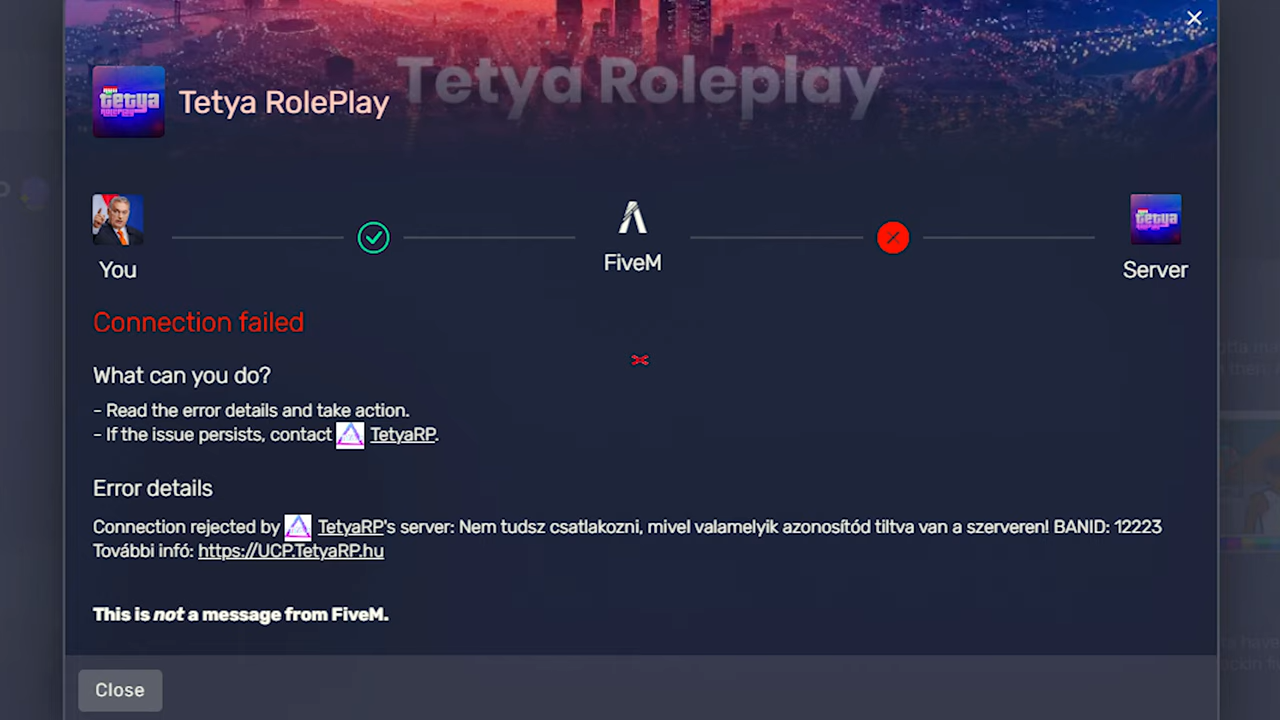 Tetya Roleplay
tetya
ROLEPLAY
Tetya RolePlay
tetya
You
FiveM
Server
Connection failed
What can you do?
- Read the error details and take action.
- If the issue persists, contact TetyaRP.
Error details
Connection rejected by TetyaRP's server: Nem tudsz csatlakozni, mivel valamelyik azonosítód tiltva van a szerveren! BANID: 12223
További infó: https://UCP.TetyaRP.hu
This is not a message from FiveM.
Close